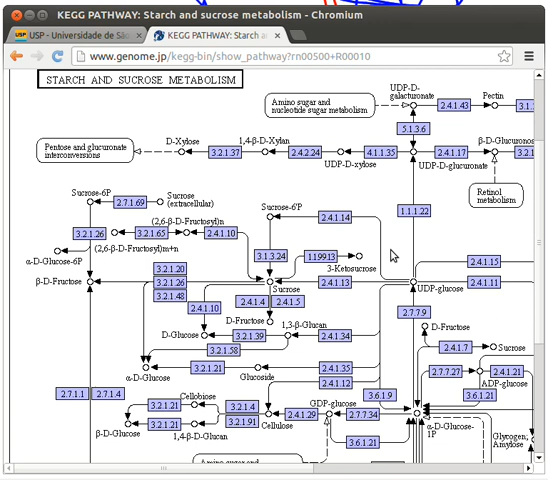 KEGG PATHWAY: Starch and sucrose metabolism - Chromium
USP - Universidade de Sã
KEGG PATHWAY: Starch a
www.genome.jp/kegg-bin/show_pathway?rn00500+R00010
STARCH AND SUCROSE METABOLISM
Amino sugar and
nucleotide sugar metabolism
UDP-D-
galacturonate
2.4.1.43
Pectin
3.1.
5.1.3.6
Pentose and glucuronate
interconversions
D-Xylose
3.2.1.37
1,4-β-D-Xylan
2.4.2.24
UDP-D-xylose
4.1.1.35
UDP-D-glucuronate
2.4.1.17
β-D-Glucurono
3.2.1
Retinol
metabolism
1.1.1.22
Sucrose-6P
2.7.1.69
Sucrose
(extracellular)
Sucrose-6'P
2.4.1.14
(2,6-β-D-Fructosyl)n
3.2.1.26
3.2.1.65
2.4.1.10
(2,6-β-D-Fructosyl)m+n
α-D-Glucose-6P
3.1.3.24
1.1.99.13
3-Ketosucrose
2.4.1.15
β-D-Fructose
3.2.1.20
3.2.1.26
3.2.1.48
Sucrose
2.4.1.13
UDP-glucose
2.4.1.11
2.4.1.10
2.4.1.4
2.4.1.5
2.7.7.9
D-Fructose
D-Glucose
3.2.1.39
1,3-β-Glucan
2.4.1.34
D-Fructose
3.2.1.58
2.4.1.7
Sucrose
α-D-Glucose
3.2.1.21
Glucoside
2.4.1.35
2.7.7.27
2.4.1.21
ADP-glucose
2.4.1.12
2.7.1.1
2.7.1.4
3.6.1.9
3.6.1.21
Cellobiose
3.2.1.21
3.2.1.4
GDP-glucose
2.4.1.29
2.7.7.34
3.2.1.21
3.2.1.91
Cellulose
β-D-Glucose
1,4-β-D-Glucan
3.6.1.21
α-D-Glucose-
1P
Glycogen;
Amylose
Amino sugar and